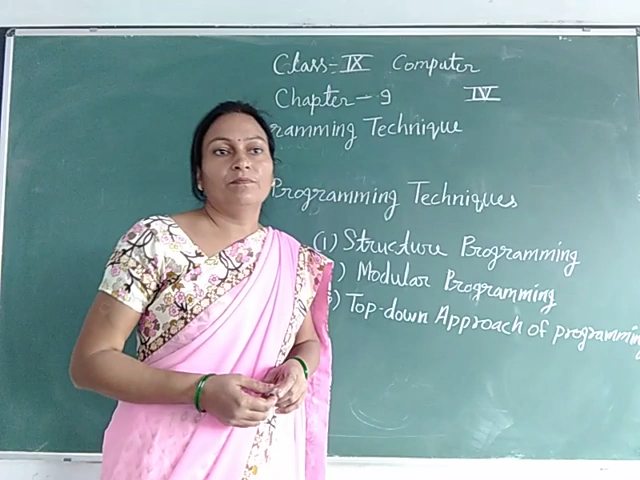 Class:- IX Computer
Chapter - 9 IV
ramming Technique
Programming Techniques
(i) Structure Programming
) Modular Programming
) Top-down Approach of programming